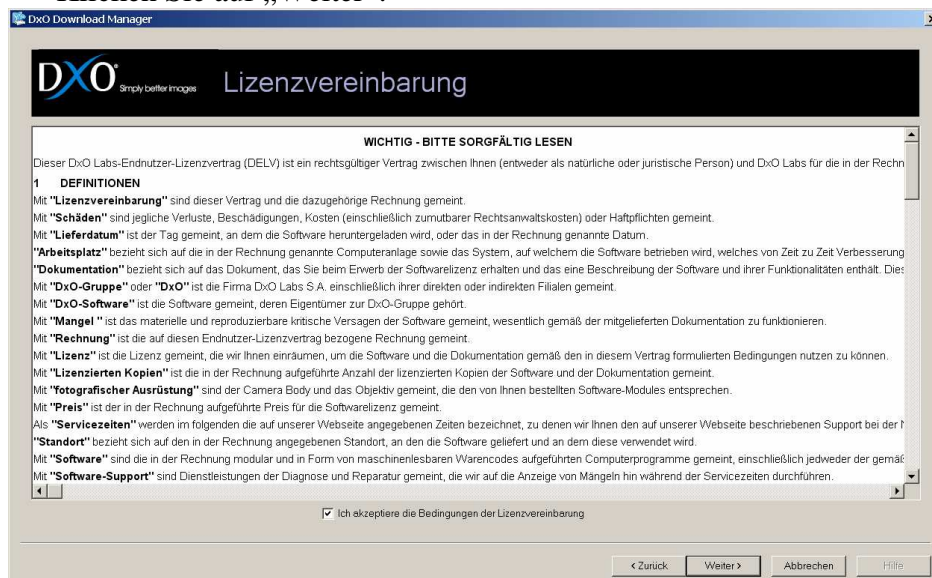 Klicken Sie auf „Weiter“.
DxO Download Manager
DXO Simply better images Lizenzvereinbarung
WICHTIG - BITTE SORGFÄLTIG LESEN
Dieser DxO Labs-Endnutzer-Lizenzvertrag (DELV) ist ein rechtsgültiger Vertrag zwischen Ihnen (entweder als natürliche oder juristische Person) und DxO Labs für die in der Rechn
1 DEFINITIONEN
Mit "Lizenzvereinbarung" sind dieser Vertrag und die dazugehörige Rechnung gemeint.
Mit "Schäden" sind jegliche Verluste, Beschädigungen, Kosten (einschließlich zumutbarer Rechtsanwaltskosten) oder Haftpflichten gemeint.
Mit "Lieferdatum" ist der Tag gemeint, an dem die Software heruntergeladen wird, oder das in der Rechnung genannte Datum.
"Arbeitsplatz" bezieht sich auf die in der Rechnung genannte Computeranlage sowie das System, auf welchem die Software betrieben wird, welches von Zeit zu Zeit Verbesserung
"Dokumentation" bezieht sich auf das Dokument, das Sie beim Erwerb der Softwarelizenz erhalten und das eine Beschreibung der Software und ihrer Funktionalitäten enthält. Dies
Mit "DxO-Gruppe" oder "DxO" ist die Firma DxO Labs S.A. einschließlich ihrer direkten oder indirekten Filialen gemeint.
Mit "DxO-Software" ist die Software gemeint, deren Eigentümer zur DxO-Gruppe gehört.
Mit "Mangel " ist das materielle und reproduzierbare kritische Versagen der Software gemeint, wesentlich gemäß der mitgelieferten Dokumentation zu funktionieren.
Mit "Rechnung" ist die auf diesen Endnutzer-Lizenzvertrag bezogene Rechnung gemeint.
Mit "Lizenz" ist die Lizenz gemeint, die wir Ihnen einräumen, um die Software und die Dokumentation gemäß den in diesem Vertrag formulierten Bedingungen nutzen zu können.
Mit "Lizenzierten Kopien" ist die in der Rechnung aufgeführte Anzahl der lizenzierten Kopien der Software und der Dokumentation gemeint.
Mit "fotografischer Ausrüstung" sind der Camera Body und das Objektiv gemeint, die den von Ihnen bestellten Software-Modules entsprechen.
Mit "Preis" ist der in der Rechnung aufgeführte Preis für die Softwarelizenz gemeint.
Als "Servicezeiten" werden im folgenden die auf unserer Webseite angegebenen Zeiten bezeichnet, zu denen wir Ihnen den auf unserer Webseite beschriebenen Support bei der
"Standort" bezieht sich auf den in der Rechnung angegebenen Standort, an den die Software geliefert und an dem diese verwendet wird.
Mit "Software" sind die in der Rechnung modular und in Form von maschinenlesbaren Warencodes aufgeführten Computerprogramme gemeint, einschließlich jedweder der gemäß
Mit "Software-Support" sind Dienstleistungen der Diagnose und Reparatur gemeint, die wir auf die Anzeige von Mängeln hin während der Servicezeiten durchführen.
Ich akzeptiere die Bedingungen der Lizenzvereinbarung
< Zurück Weiter > Abbrechen Hilfe